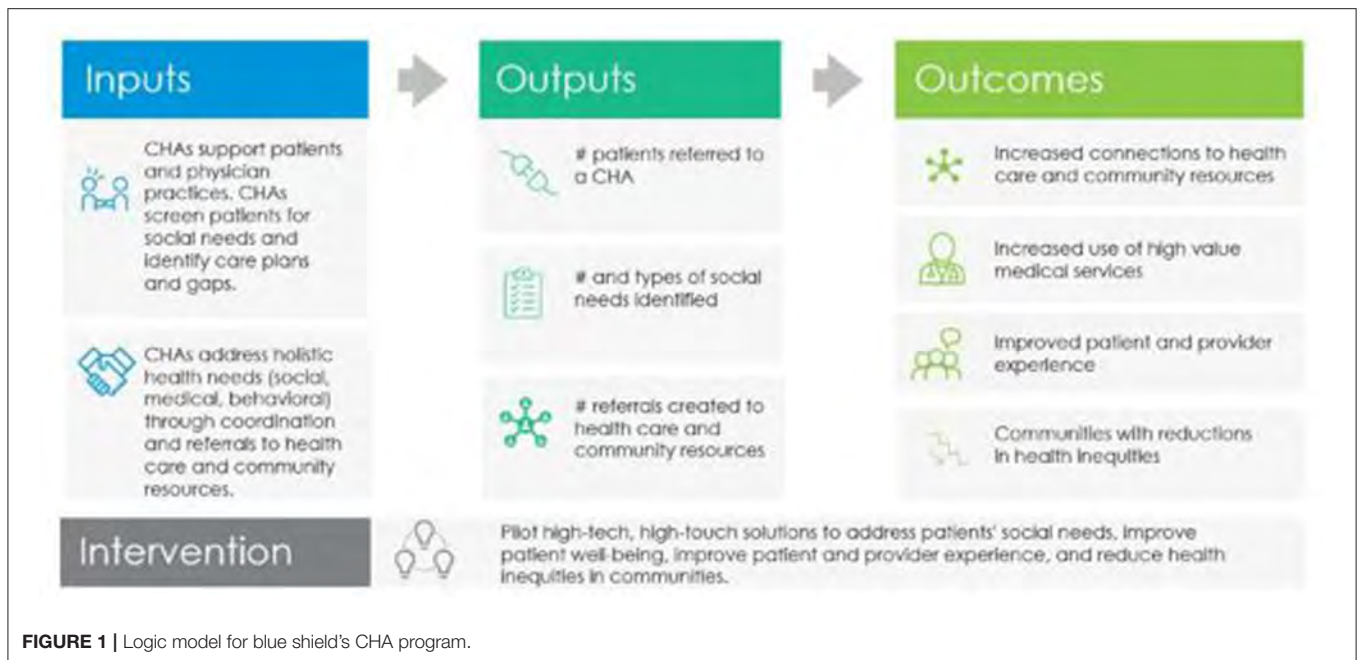 Inputs
CHAs support patients
and physician
practices. CHAs
screen patients for
social needs and
identify care plans
and gaps.
CHAs address holistic
health needs (social,
medical, behavioral)
through coordination
and referrals to health
care and community
resources.
Outputs
# patients referred to
a CHA
# and types of social
needs identified
# referrals created to
health care and
community resources
Outcomes
Increased connections to health
care and community resources
Increased use of high value
medical services
Improved patient and provider
experience
Communities with reductions
in health inequities
Intervention
Pilot high-tech, high-touch solutions to address patients' social needs, improve
patient well-being, improve patient and provider experience, and reduce health
inequities in communities.
FIGURE 1 | Logic model for blue shield's CHA program.